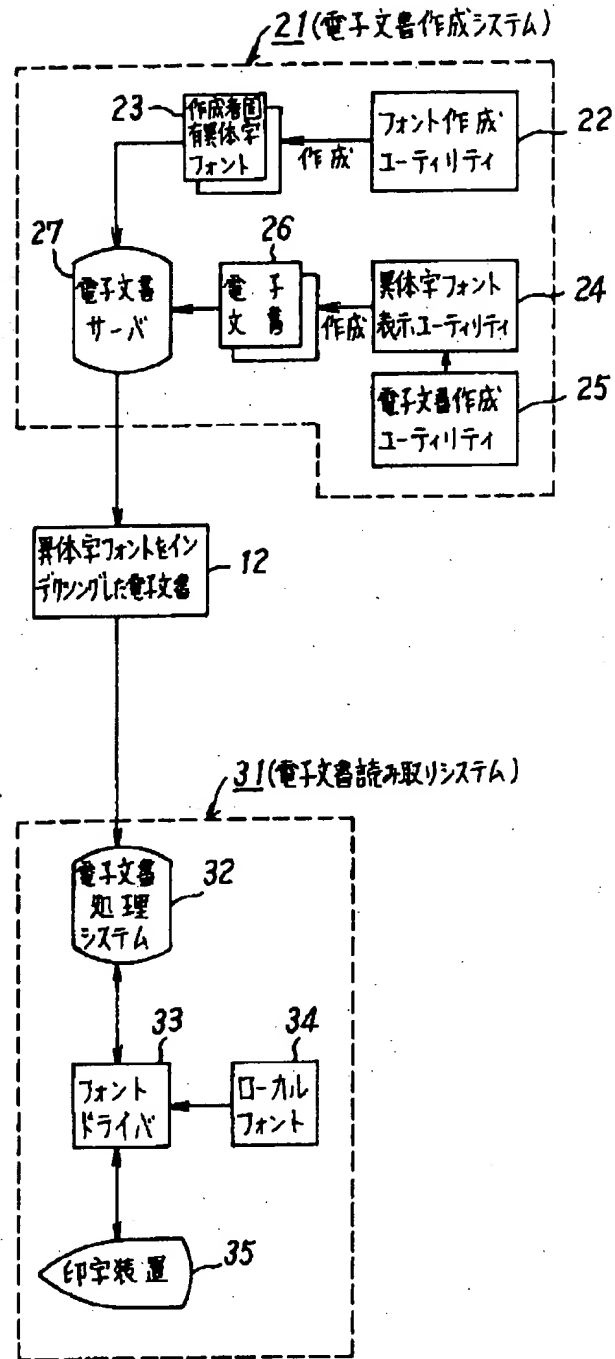 21(電子文書作成システム)
23
作成者固
有異体字
フォント
作成
フォント作成
ユーティリティ
22
27
電子文書
サーバ
26
電子
文書
作成
異体字フォント
表示ユーティリティ
24
電子文書作成
ユーティリティ
25
異体字フォントをイン
デクシングした電子文書
12
31(電子文書読み取りシステム)
電子文書
処理
システム
32
33
フォント
ドライバ
34
ローカル
フォント
印字装置
35